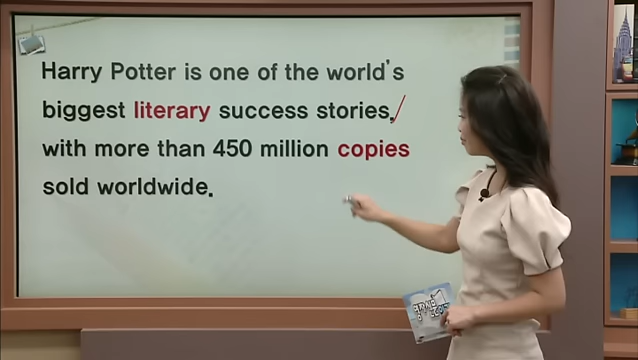 Harry Potter is one of the world's
biggest literary success stories,
with more than 450 million copies
sold worldwide.